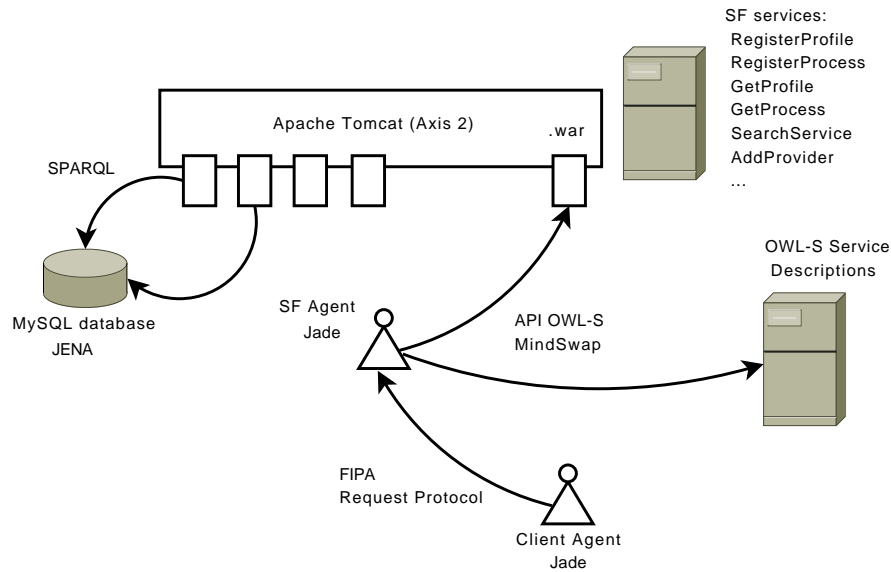 SF services:
RegisterProfile
RegisterProcess
GetProfile
GetProcess
SearchService
AddProvider
...
Apache Tomcat (Axis 2)
.war
SPARQL
MySQL database
JENA
OWL-S Service
Descriptions
SF Agent
Jade
API OWL-S
MindSwap
FIPA
Request Protocol
Client Agent
Jade